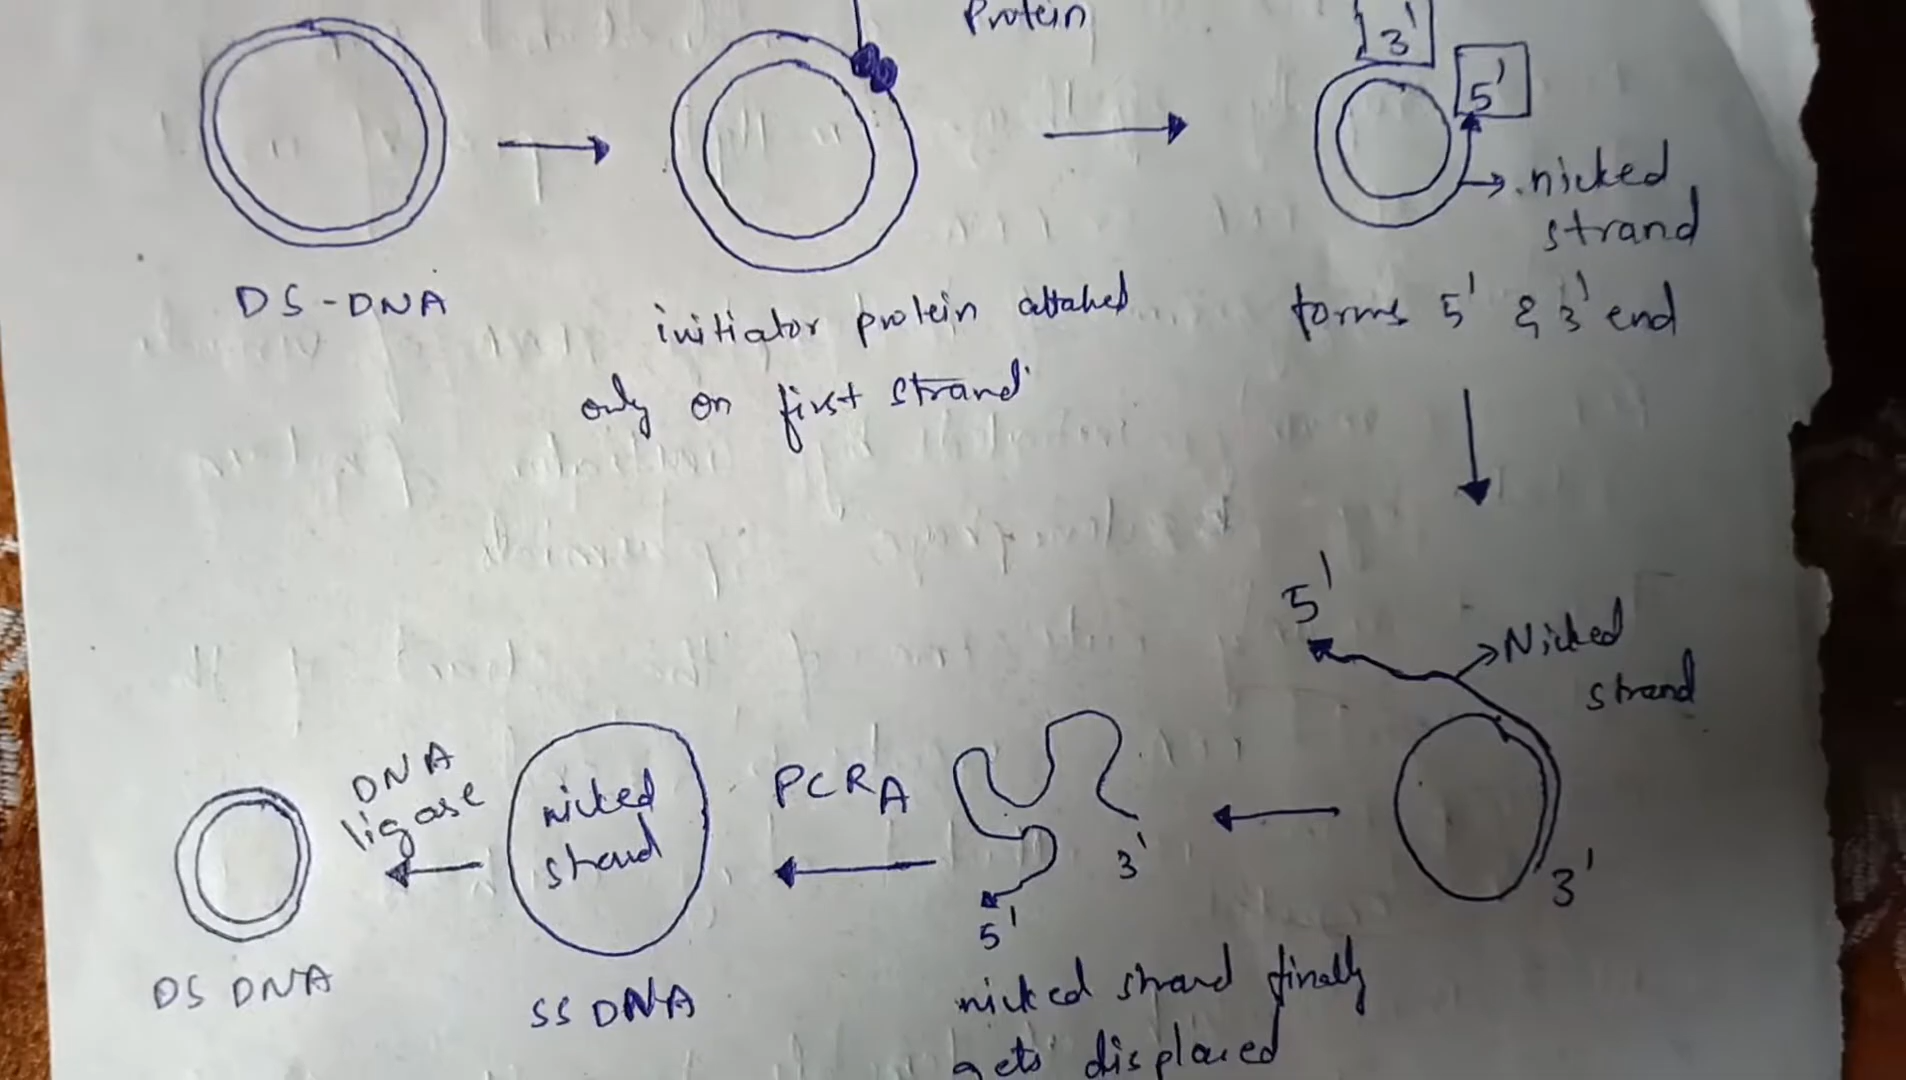 Protein
3'
5'
nicked
strand
DS-DNA
initiator protein attahed
only on first strand
forms 5' & 3' end
5'
Nicked
strand
3'
3'
5'
nicked strand finally
gets displaced
PCRA
nicked
strand
SS DNA
DNA
ligase
DS DNA